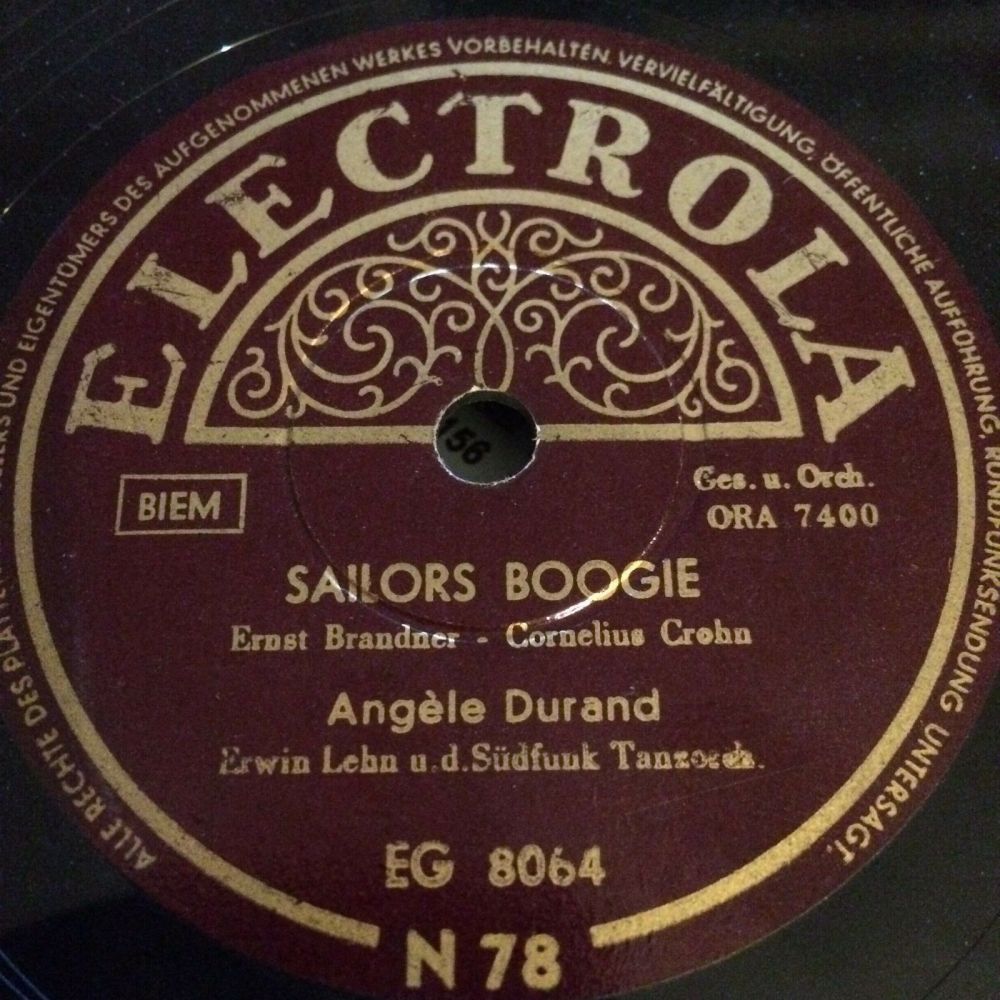 ALLE RECHTE DES PLATTEN UND EIGENTÜMERS DES AUFGENOMMENEN WERKES VORBEHALTEN. VERVIELFÄLTIGUNG, ÖFFENTLICHE AUFFÜHRUNG, RUNDFUNKSENDUNG UNTERSAGT.
ELECTROLA
156
BIEM
Ges. u. Orch.
ORA 7400
SAILORS BOOGIE
Ernst Brandner - Cornelius Crohn
Angèle Durand
Erwin Lehn u.d.Südfunk Tanzorch.
EG 8064
N 78